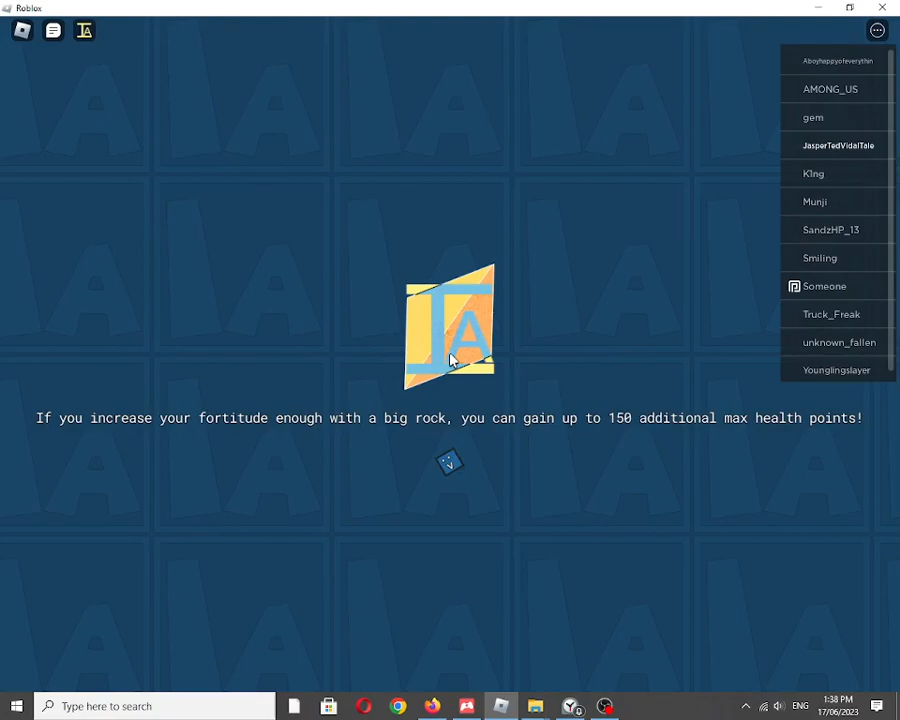 Roblox
IA
Aboyhappyofeverythin
AMONG_US
gem
JasperTedVidalTale
K1ng
Munji
SandzHP_13
Smiling
Someone
Truck_Freak
unknown_fallen
Younglingslayer
IA
If you increase your fortitude enough with a big rock, you can gain up to 150 additional max health points!
Type here to search
ENG
1:38 PM
17/06/2023